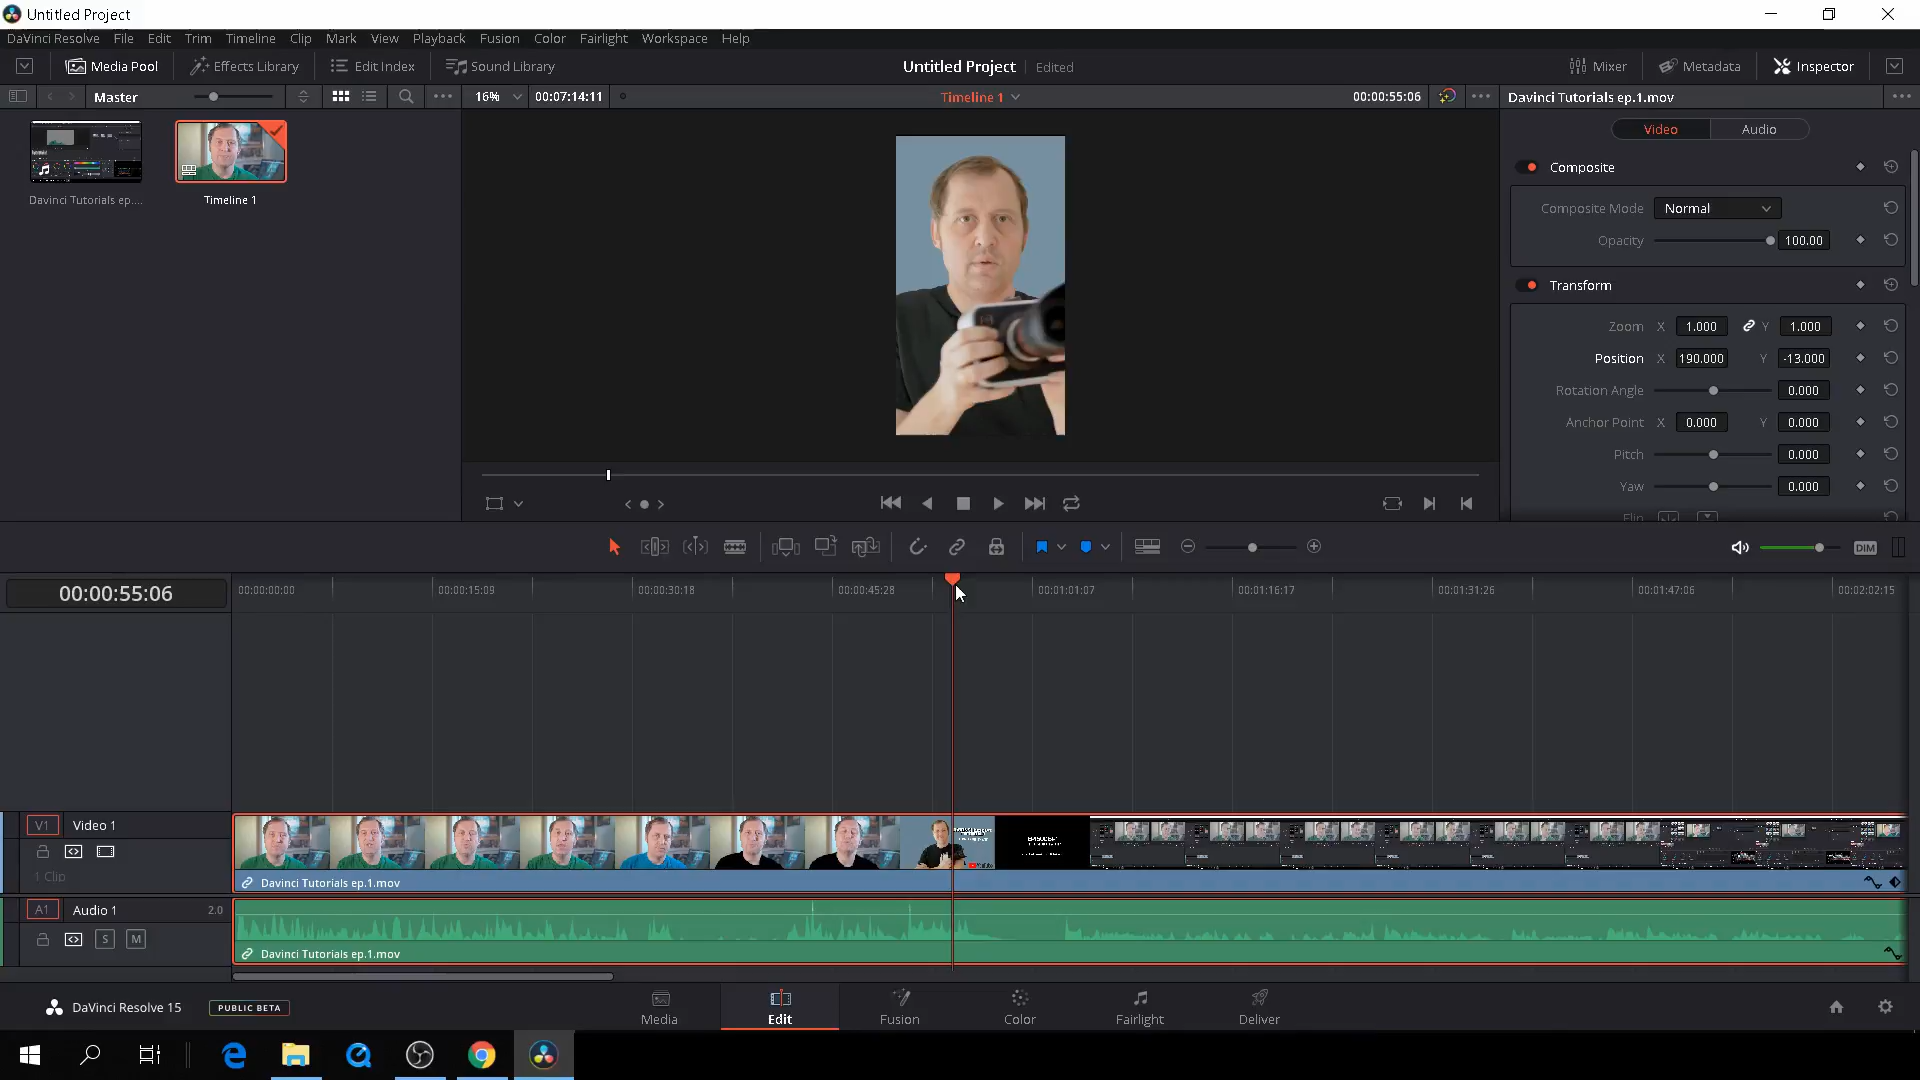 Untitled Project
DaVinci Resolve File Edit Trim Timeline Clip Mark View Playback Fusion Color Fairlight Workspace Help
Media Pool Effects Library Edit Index Sound Library Untitled Project Edited Mixer Metadata Inspector
Master 16% 00:07:14:11 Timeline 1 00:00:55:06 Davinci Tutorials ep.1.mov
Video Audio
Composite
Davinci Tutorials ep.... Timeline 1
Composite Mode Normal
Opacity 100.00
Transform
Zoom X 1.000 Y 1.000
Position X 190.000 Y -13.000
Rotation Angle 0.000
Anchor Point X 0.000 Y 0.000
Pitch 0.000
Yaw 0.000
Flip
DIM
00:00:55:06 00:00:00:00 00:00:15:09 00:00:30:18 00:00:45:28 00:01:01:07 00:01:16:17 00:01:31:26 00:01:47:06 00:02:02:15
V1 Video 1
1 Clip
Davinci Tutorials ep.1.mov
A1 Audio 1 2.0
S M
Davinci Tutorials ep.1.mov
DaVinci Resolve 15 PUBLIC BETA
Media Edit Fusion Color Fairlight Deliver